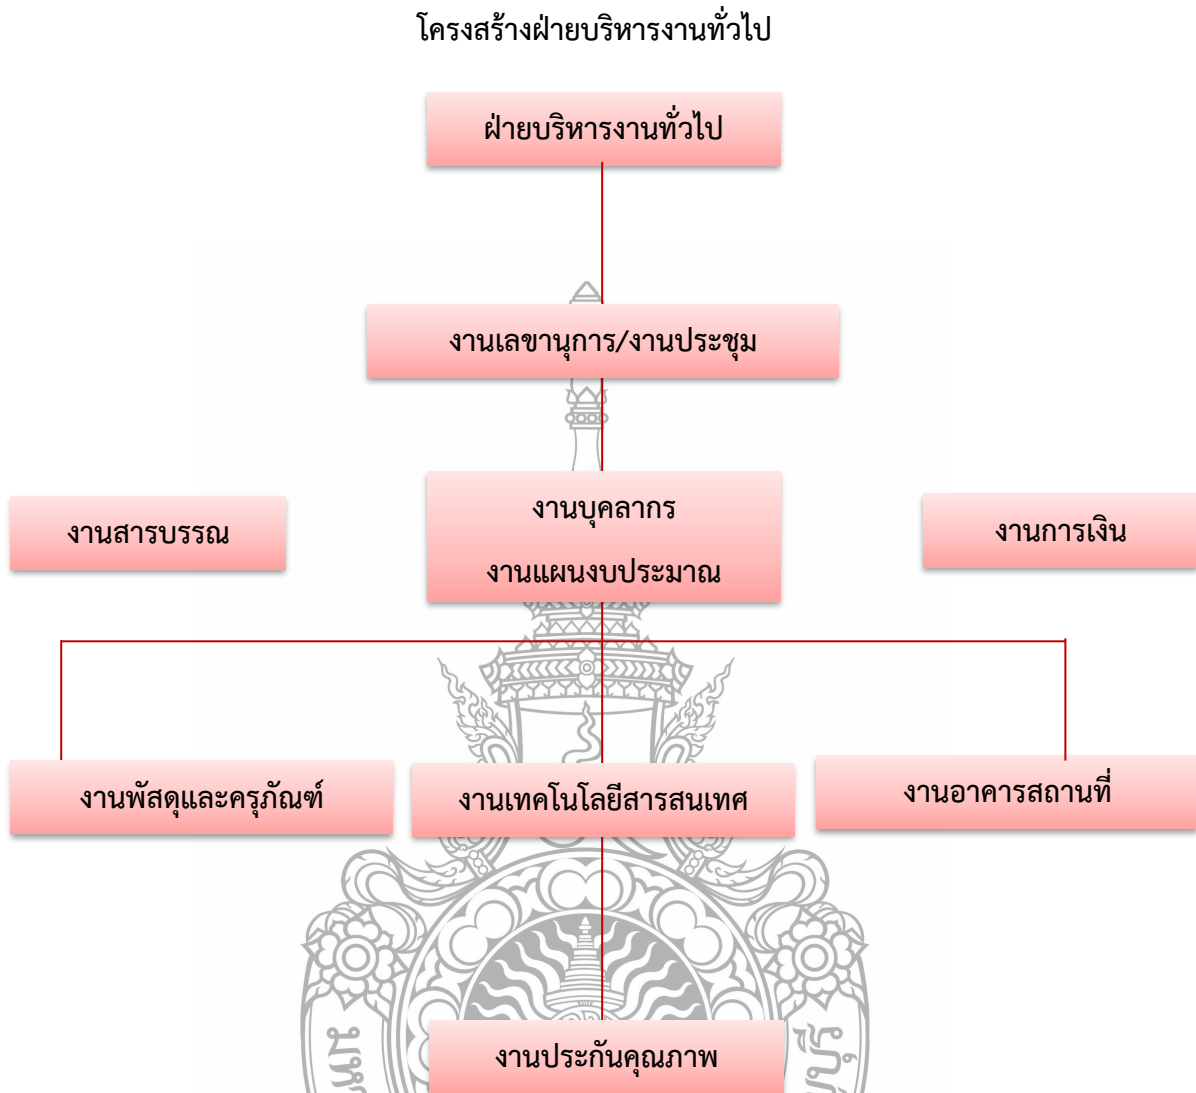 โครงสร้างฝ่ายบริหารงานทั่วไป
ฝ่ายบริหารงานทั่วไป
งานเลขานุการ/งานประชุม
งานสารบรรณ
งานบุคลากร
งานแผนงบประมาณ
งานการเงิน
งานพัสดุและครุภัณฑ์
งานเทคโนโลยีสารสนเทศ
งานอาคารสถานที่
งานประกันคุณภาพ